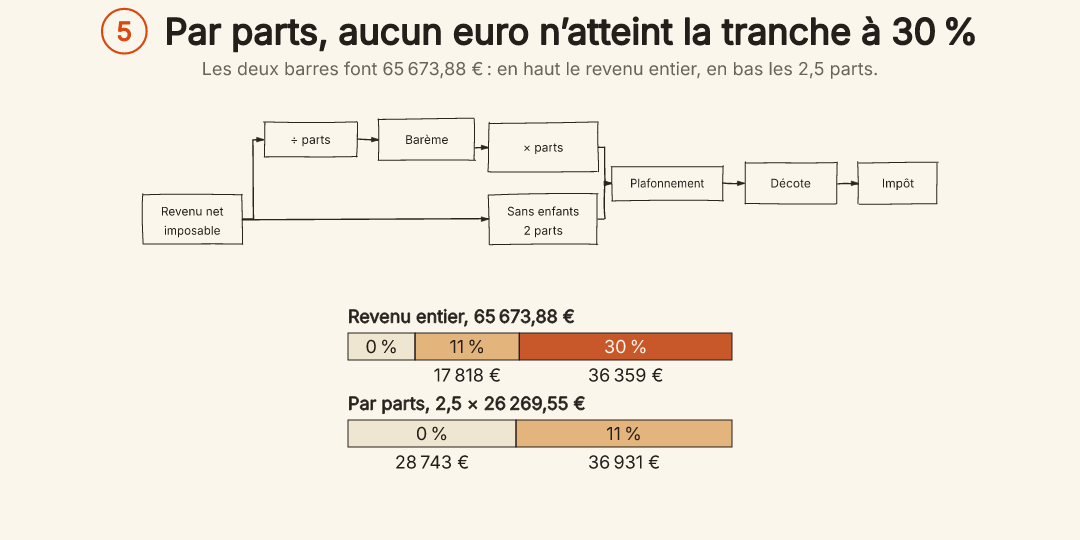 5 Par parts, aucun euro n’atteint la tranche à 30 %
Les deux barres font 65 673,88 € : en haut le revenu entier, en bas les 2,5 parts.
÷ parts
Barème
× parts
Plafonnement
Décote
Impôt
Revenu net
imposable
Sans enfants
2 parts
Revenu entier, 65 673,88 €
0 % 11 % 30 %
17 818 € 36 359 €
Par parts, 2,5 × 26 269,55 €
0 % 11 %
28 743 € 36 931 €